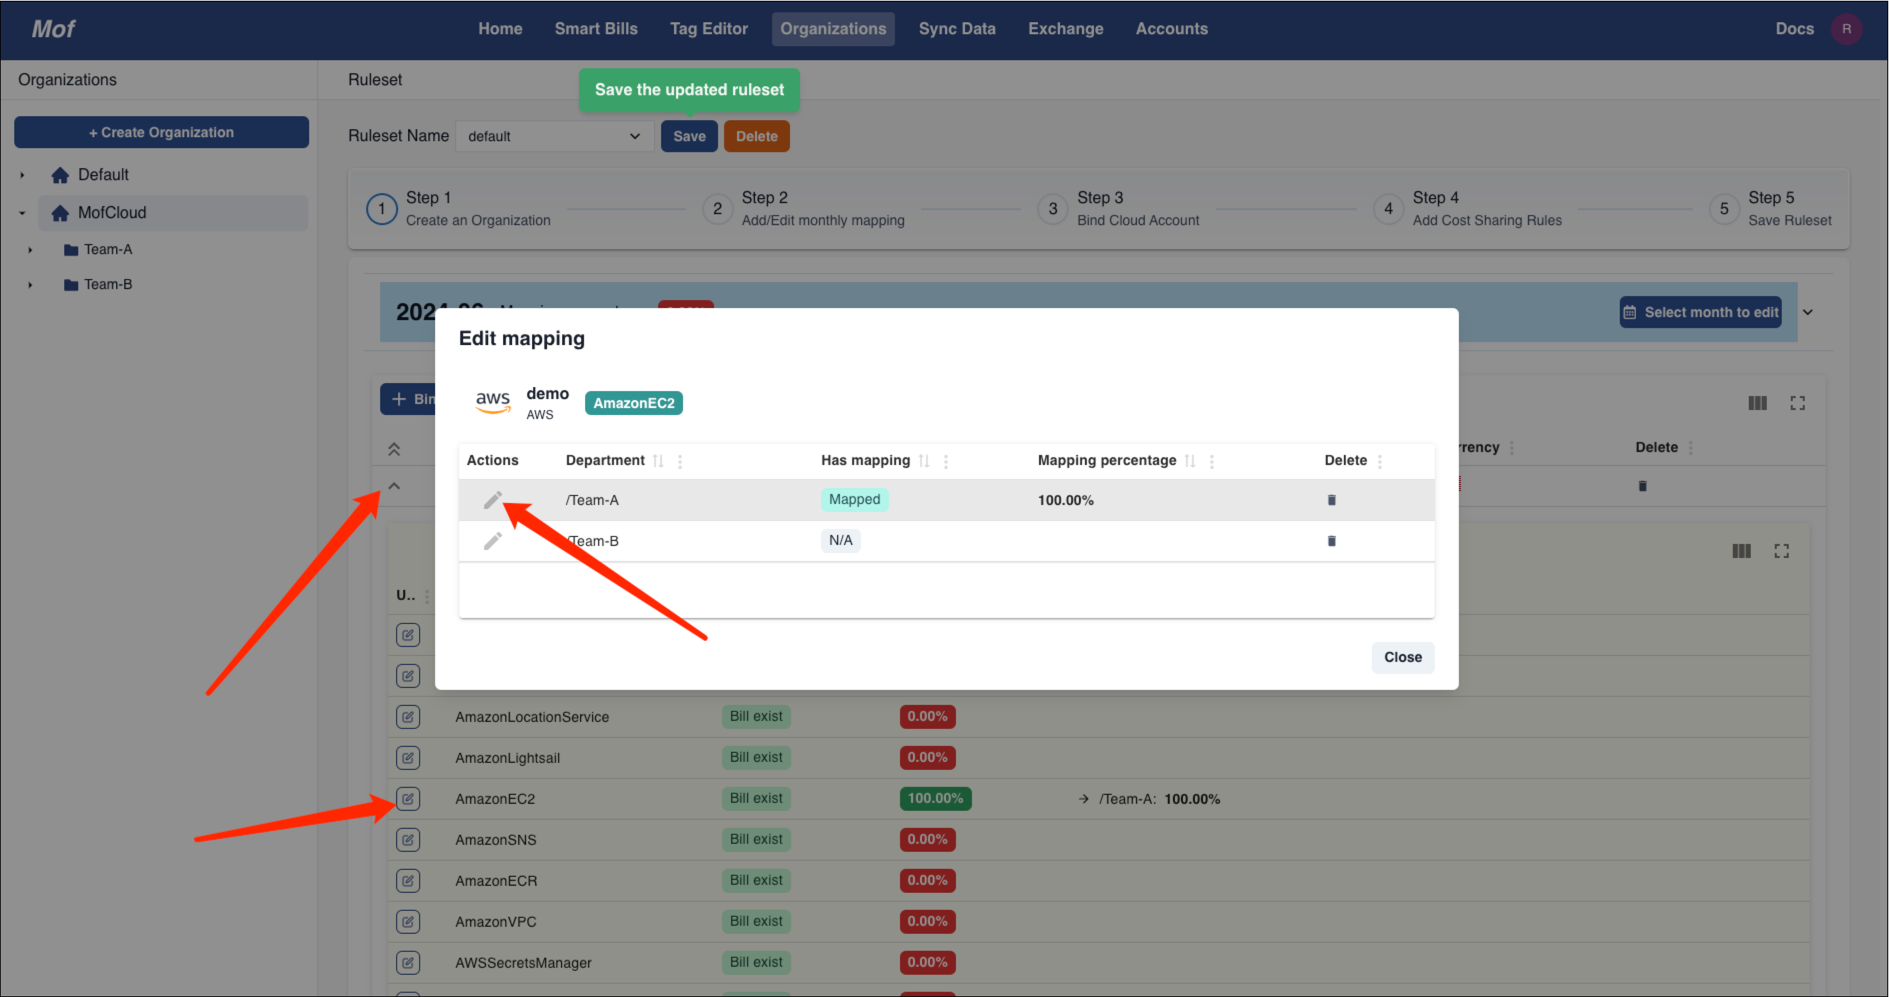 Mof
Home
Smart Bills
Tag Editor
Organizations
Sync Data
Exchange
Accounts
Docs
R
Organizations
Ruleset
Save the updated ruleset
+ Create Organization
Ruleset Name
default
Save
Delete
Default
MofCloud
Team-A
Team-B
1
Step 1
Create an Organization
2
Step 2
Add/Edit monthly mapping
3
Step 3
Bind Cloud Account
4
Step 4
Add Cost Sharing Rules
5
Step 5
Save Ruleset
Select month to edit
Edit mapping
aws
demo
AWS
AmazonEC2
Delete
Actions
Department
Has mapping
Mapping percentage
Delete
/Team-A
Mapped
100.00%
/Team-B
N/A
Close
U..
AmazonLocationService
Bill exist
0.00%
AmazonLightsail
Bill exist
0.00%
AmazonEC2
Bill exist
100.00%
→ /Team-A: 100.00%
AmazonSNS
Bill exist
0.00%
AmazonECR
Bill exist
0.00%
AmazonVPC
Bill exist
0.00%
AWSSecretsManager
Bill exist
0.00%